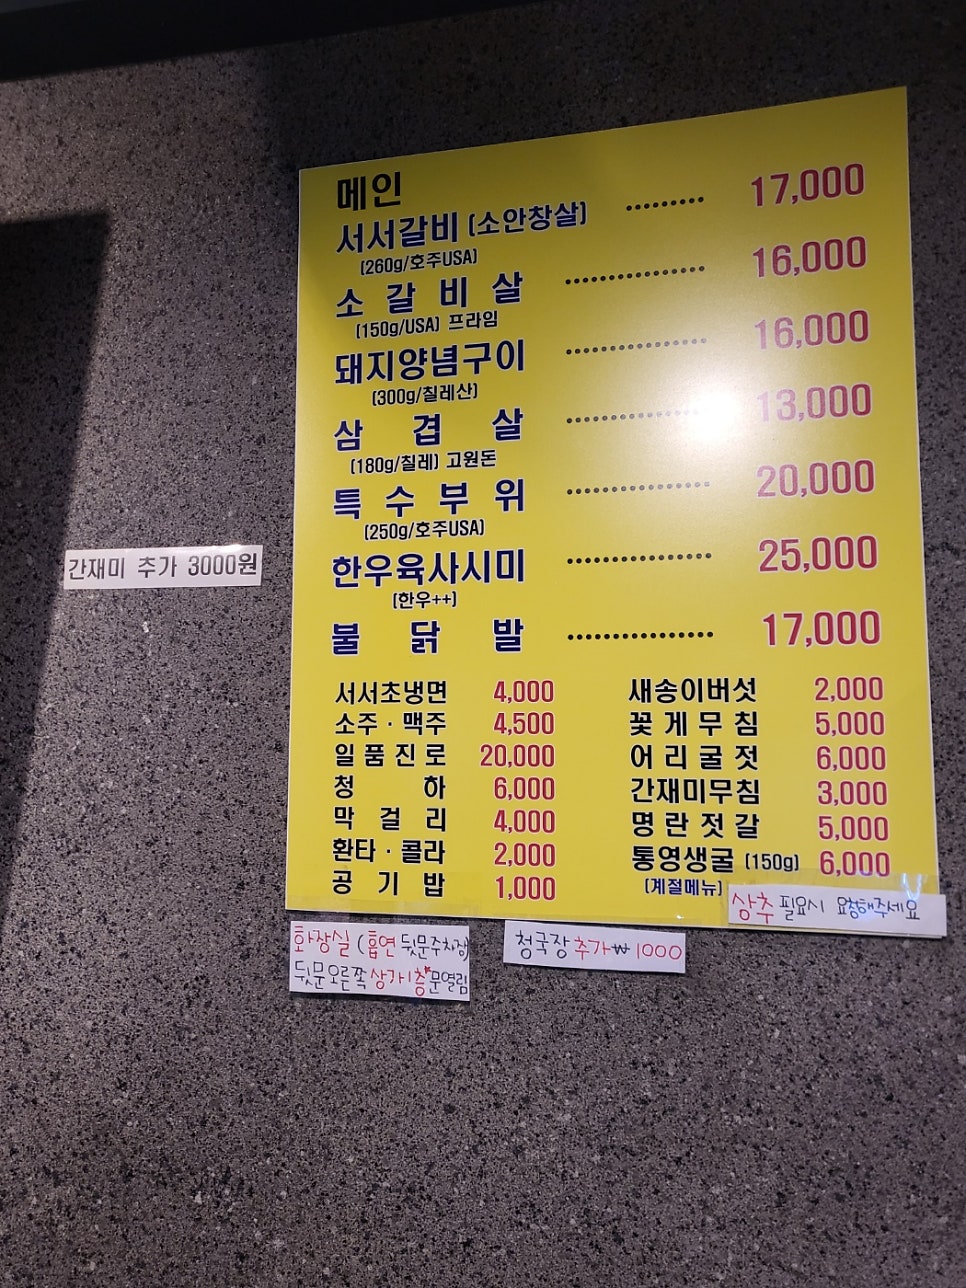 메인
서서갈비 (소안창살) ......... 17,000
(260g/호주USA)
소 갈 비 살 ................ 16,000
(150g/USA) 프라임
돼지양념구이 ................ 16,000
(300g/칠레산)
삼 겹 살 ................ 13,000
(180g/칠레) 고원돈
특 수 부 위 ................ 20,000
(250g/호주USA)
한우육사시미 ................ 25,000
(한우++)
불 닭 발 ................ 17,000
서서초냉면 4,000
소주·맥주 4,500
일품진로 20,000
청 하 6,000
막 걸 리 4,000
환타·콜라 2,000
공 기 밥 1,000
새송이버섯 2,000
꽃게무침 5,000
어리굴젓 6,000
간재미무침 3,000
명란젓갈 5,000
통영생굴 (150g) 6,000
(계절메뉴)
상추 필요시 요청해주세요
간재미 추가 3000원
화장실 (흡연 뒷문주차장)
뒷문오른쪽 상가1층 문열림
청국장 추가 ₩ 1000